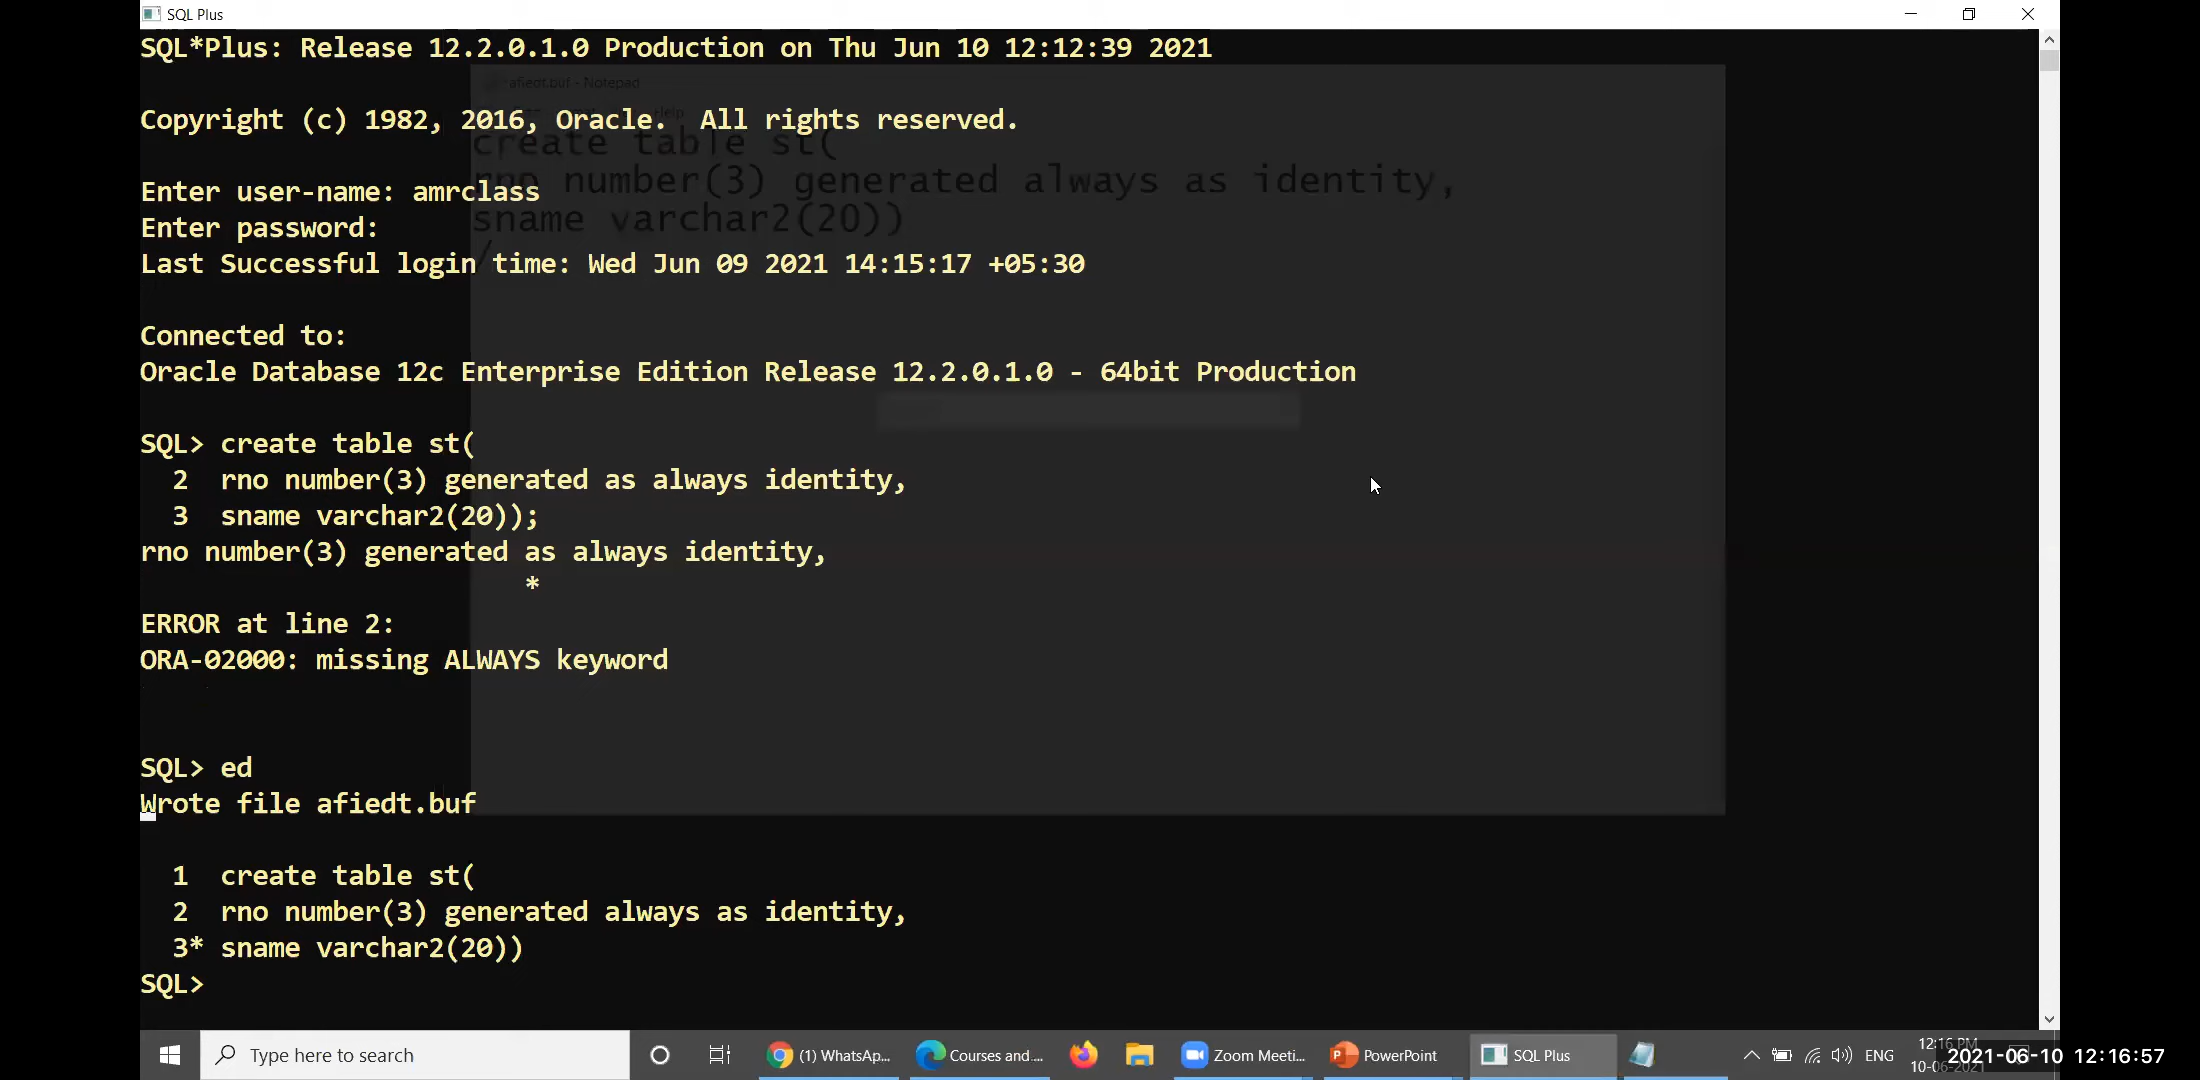 SQL Plus
SQL*Plus: Release 12.2.0.1.0 Production on Thu Jun 10 12:12:39 2021
afiedt.buf - Notepad
Help
Copyright (c) 1982, 2016, Oracle.  All rights reserved.
create table st(
rno number(3) generated always as identity,
Enter user-name: amrclass
sname varchar2(20))
Enter password:
/
Last Successful login time: Wed Jun 09 2021 14:15:17 +05:30
Connected to:
Oracle Database 12c Enterprise Edition Release 12.2.0.1.0 - 64bit Production
SQL> create table st(
  2  rno number(3) generated as always identity,
  3  sname varchar2(20));
rno number(3) generated as always identity,
*
ERROR at line 2:
ORA-02000: missing ALWAYS keyword
SQL> ed
Wrote file afiedt.buf
  1  create table st(
  2  rno number(3) generated always as identity,
  3* sname varchar2(20))
SQL>
Type here to search
(1) WhatsAp...
Courses and...
Zoom Meeti...
PowerPoint
SQL Plus
ENG
12:16 PM
10-06-2021
2021-06-10 12:16:57